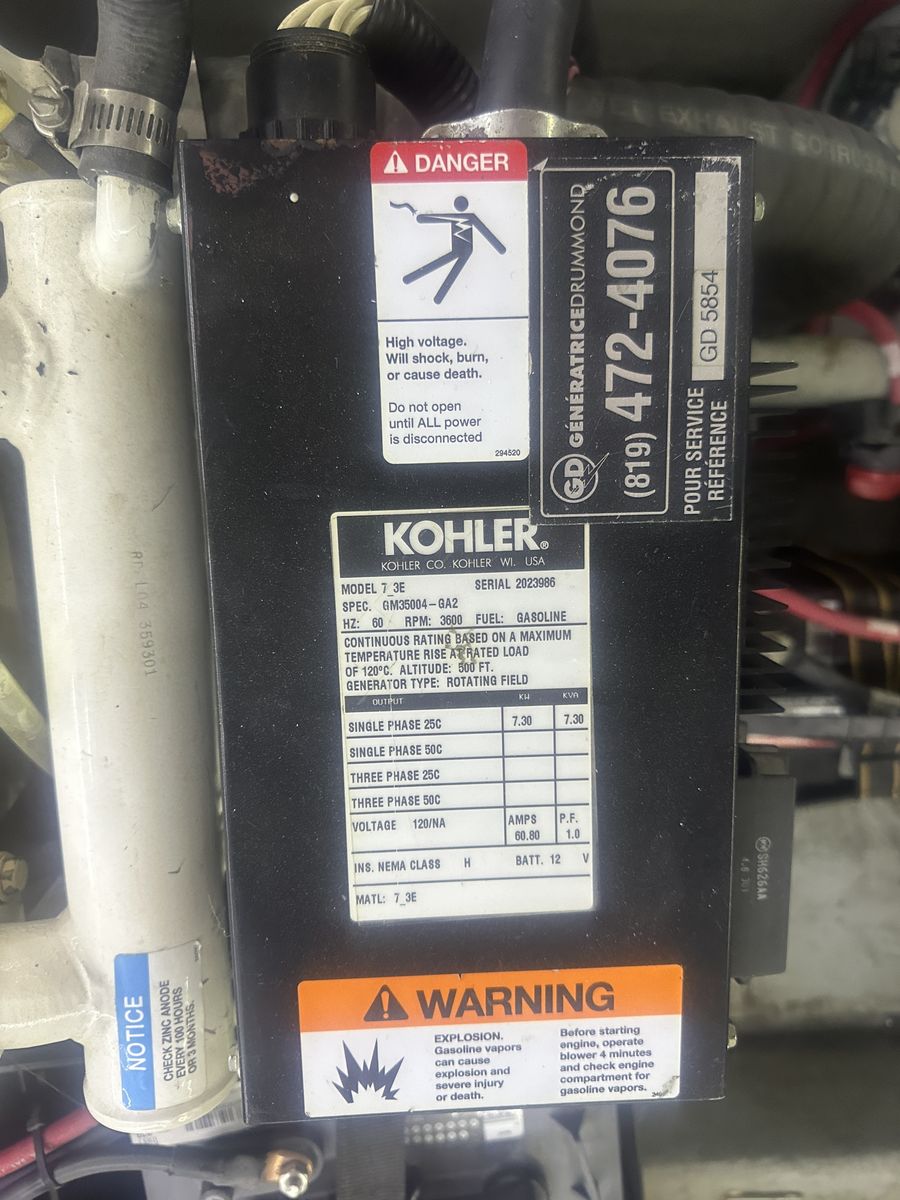 EXHAUST
DANGER
High voltage.
Will shock, burn,
or cause death.
Do not open
until ALL power
is disconnected
294520
GD GÉNÉRATRICEDRUMMOND
(819) 472-4076
POUR SERVICE
RÉFÉRENCE
GD 5854
KOHLER®
KOHLER CO. KOHLER WI. USA
MODEL 7_3E SERIAL 2023986
SPEC. GM35004-GA2
HZ: 60 RPM: 3600 FUEL: GASOLINE
CONTINUOUS RATING BASED ON A MAXIMUM
TEMPERATURE RISE AT RATED LOAD
OF 120°C. ALTITUDE: 500 FT.
GENERATOR TYPE: ROTATING FIELD
OUTPUT KW KVA
SINGLE PHASE 25C 7.30 7.30
SINGLE PHASE 50C
THREE PHASE 25C
THREE PHASE 50C
VOLTAGE 120/NA AMPS 60.80 P.F. 1.0
INS. NEMA CLASS H BATT. 12 V
MATL: 7_3E
SH626AA
NOTICE
CHECK ZINC ANODE
EVERY 100 HOURS
OR 3 MONTHS.
WARNING
EXPLOSION.
Gasoline vapors
can cause
explosion and
severe injury
or death.
Before starting
engine, operate
blower 4 minutes
and check engine
compartment for
gasoline vapors.